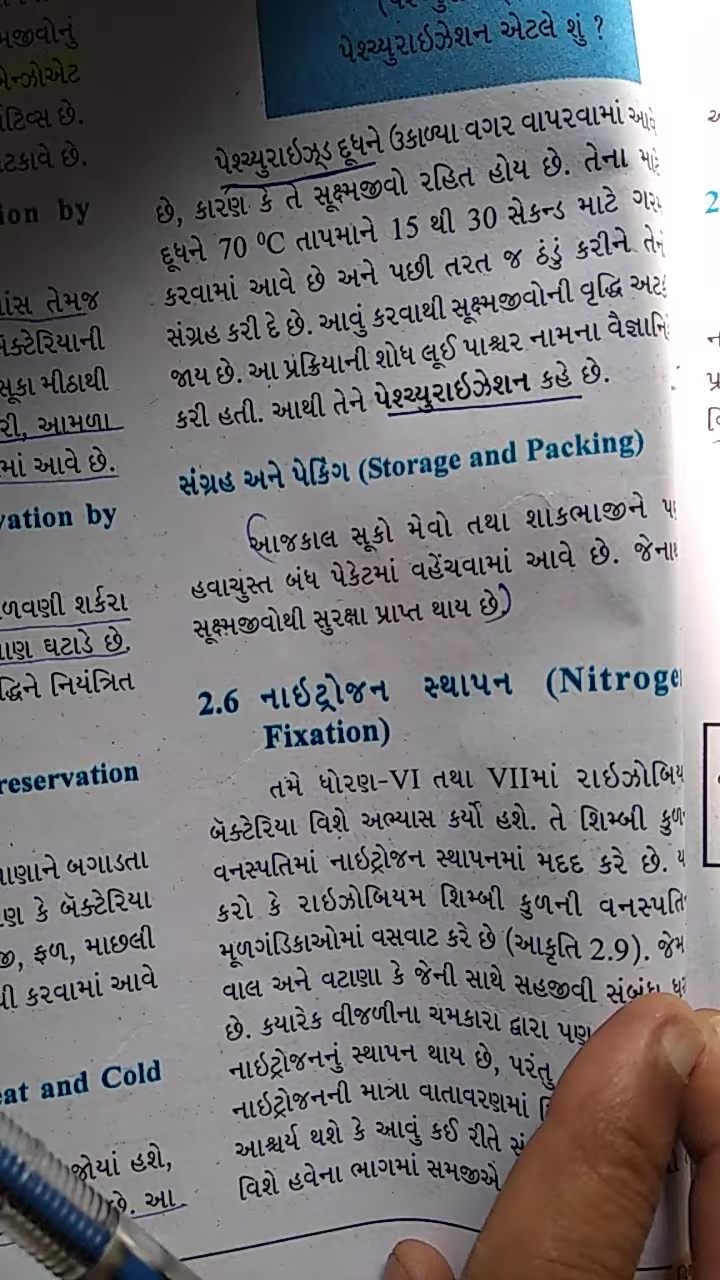 મજીવોનું
બેન્ઝોએટ
છે.
ટકાવે છે.
ion by
માંસ તેમજ
બૅક્ટેરિયાની
સૂકા મીઠાથી
રી, આમળા
માં આવે છે.
vation by
ળવણી શર્કરા
ઘટાડે છે.
નિયંત્રિત
reservation
બગાડતા
કે બૅક્ટેરિયા
ફળ, માછલી
કરવામાં આવે
eat and Cold
જોયાં હશે,
છે. આ
પેશ્ચ્યુરાઇઝેશન એટલે શું ?
પેશ્ચ્યુરાઇઝ્ડ દૂધને ઉકાળ્યા વગર વાપરવામાં આવે
છે, કારણ કે તે સૂક્ષ્મજીવો રહિત હોય છે. તેના માટે
દૂધને 70 ⁰C તાપમાને 15 થી 30 સેકન્ડ માટે ગરમ
કરવામાં આવે છે અને પછી તરત જ ઠંડું કરીને તેનો
સંગ્રહ કરી દે છે. આવું કરવાથી સૂક્ષ્મજીવોની વૃદ્ધિ અટકી
જાય છે. આ પ્રક્રિયાની શોધ લૂઈ પાશ્ચર નામના
કરી હતી. આથી તેને પેશ્ચ્યુરાઇઝેશન કહે છે.
સંગ્રહ અને પેકિંગ (Storage and Packing)
આજકાલ સૂકો મેવો તથા શાકભાજીને
હવાચુસ્ત બંધ પેકેટમાં વહેંચવામાં આવે છે.
સૂક્ષ્મજીવોથી સુરક્ષા પ્રાપ્ત થાય છે
2.6 નાઇટ્રોજન સ્થાપન (Nitroge
Fixation)
તમે ધોરણ-VI તથા VIIમાં રાઇઝોબિય
બૅક્ટેરિયા વિશે અભ્યાસ કર્યો હશે. તે શિમ્બી કુળ
વનસ્પતિમાં નાઇટ્રોજન સ્થાપનમાં મદદ કરે છે. ય
કરો કે રાઇઝોબિયમ શિમ્બી કુળની વનસ્પતિ
મૂળગંડિકાઓમાં વસવાટ કરે છે (આકૃતિ 2.9). જેમ
વાલ અને વટાણા કે જેની સાથે સહજીવી સંબંધ
છે. કયારેક વીજળીના ચમકારા દ્વારા પણ
નાઇટ્રોજનનું સ્થાપન થાય છે, પરંતુ
નાઇટ્રોજનની માત્રા વાતાવરણમાં
આશ્ચર્ય થશે કે આવું કઈ રીતે
વિશે હવેના ભાગમાં સમજીએ
2